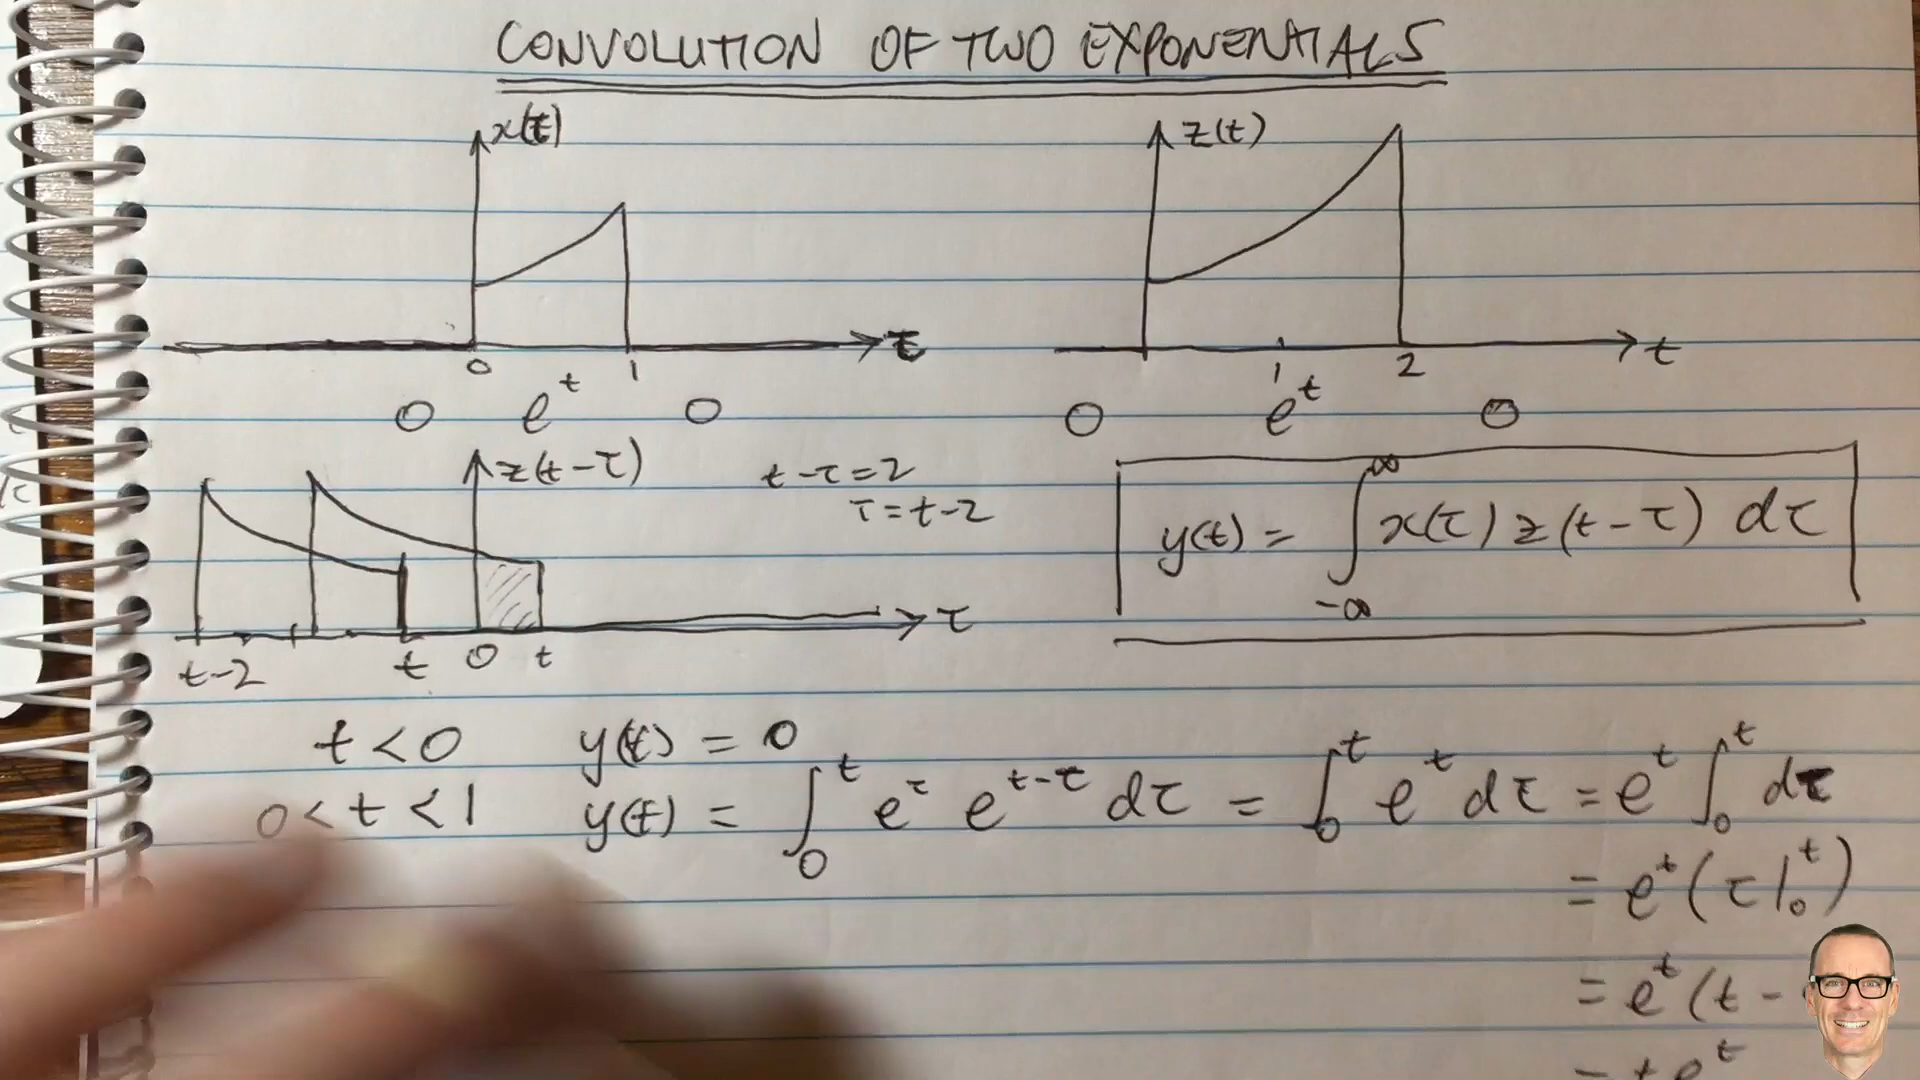 CONVOLUTION OF TWO EXPONENTIALS
x(τ)
z(t)
τ
t
0 1
1 2
0 e^t 0
0 e^t 0
z(t-τ)
t-τ=2
τ=t-2
y(t) = ∫_{-∞}^{∞} x(τ) z(t-τ) dτ
τ
t-2 t 0 t
t<0 y(t) = 0
0<t<1 y(t) = ∫_0^t e^τ e^{t-τ} dτ = ∫_0^t e^t dτ = e^t ∫_0^t dτ
= e^t (τ|_0^t)
= e^t (t -
= t e^t